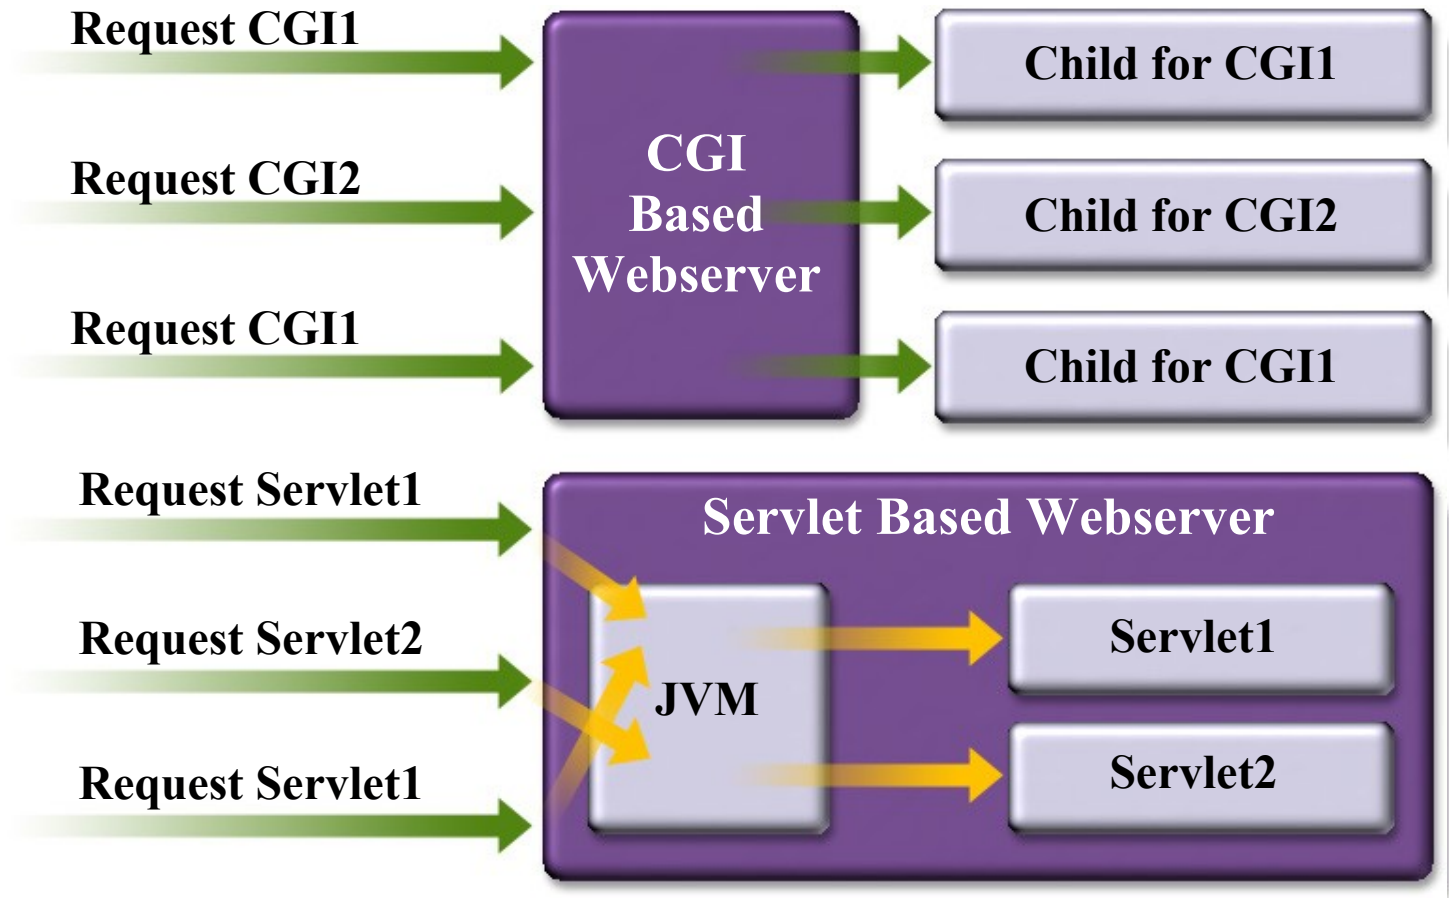 Request CGI1
Request CGI2
Request CGI1
CGI
Based
Webserver
Child for CGI1
Child for CGI2
Child for CGI1
Request Servlet1
Request Servlet2
Request Servlet1
Servlet Based Webserver
JVM
Servlet1
Servlet2